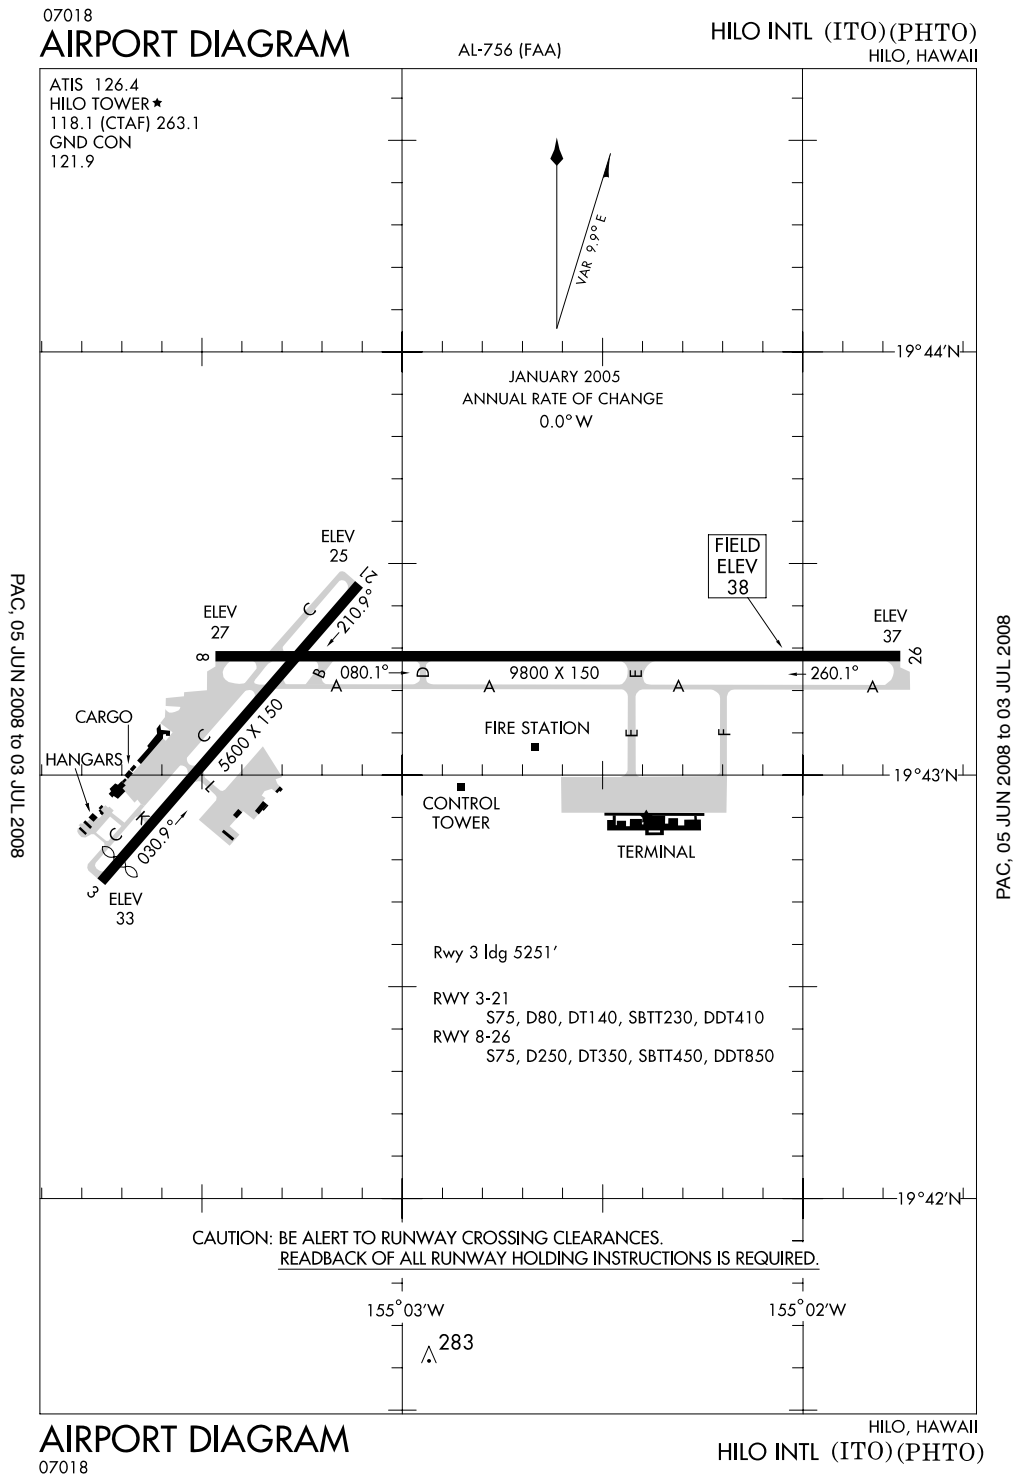 07018
AIRPORT DIAGRAM
AL-756 (FAA)
HILO INTL (ITO)(PHTO)
HILO, HAWAII
ATIS 126.4
HILO TOWER★
118.1 (CTAF) 263.1
GND CON
121.9
VAR 9.9° E
19°44'N
JANUARY 2005
ANNUAL RATE OF CHANGE
0.0° W
ELEV
25
21
210.9°
C
FIELD
ELEV
38
ELEV
27
8
ELEV
37
26
B
080.1°
D
9800 X 150
E
260.1°
A
A
A
A
C
5600 X 150
CARGO
HANGARS
FIRE STATION
E
F
19°43'N
L
K
C
030.9°
CONTROL
TOWER
TERMINAL
3
ELEV
33
Rwy 3 ldg 5251'
RWY 3-21
S75, D80, DT140, SBTT230, DDT410
RWY 8-26
S75, D250, DT350, SBTT450, DDT850
19°42'N
CAUTION: BE ALERT TO RUNWAY CROSSING CLEARANCES.
READBACK OF ALL RUNWAY HOLDING INSTRUCTIONS IS REQUIRED.
155°03'W
155°02'W
283
PAC, 05 JUN 2008 to 03 JUL 2008
PAC, 05 JUN 2008 to 03 JUL 2008
AIRPORT DIAGRAM
07018
HILO, HAWAII
HILO INTL (ITO)(PHTO)